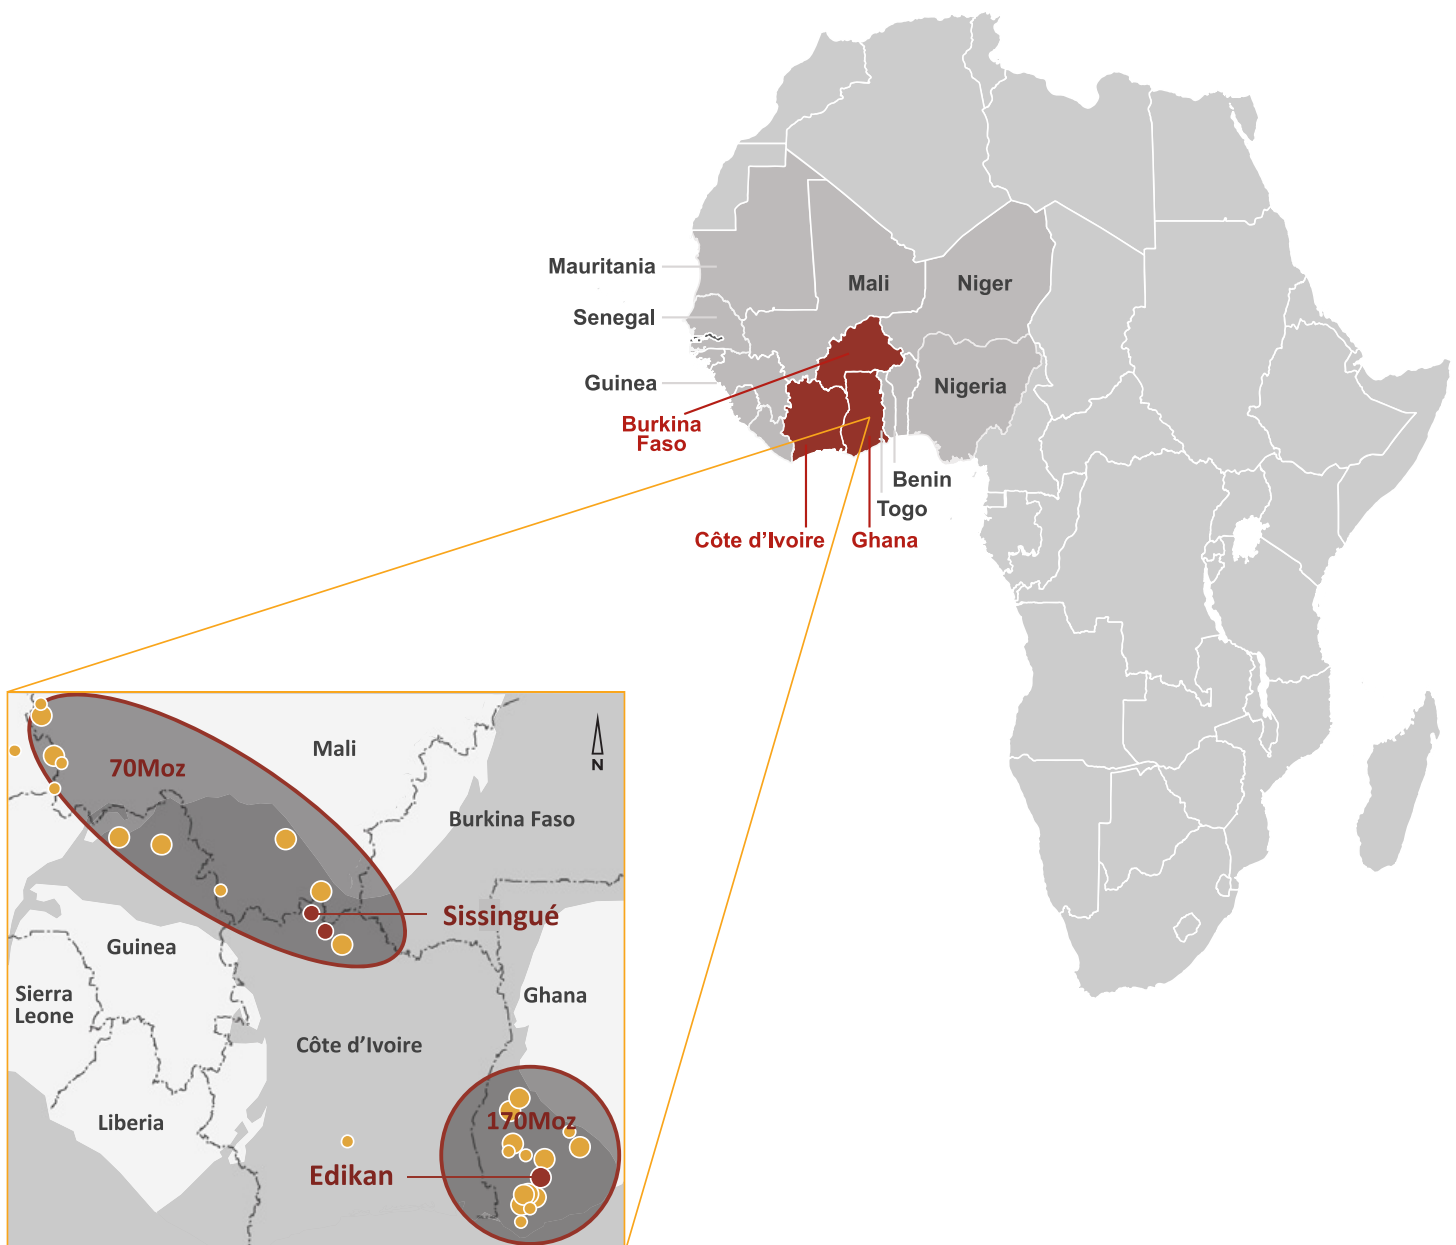 Mauritania
Mali
Niger
Senegal
Guinea
Nigeria
Burkina
Faso
Benin
Togo
Côte d'Ivoire
Ghana
Mali
N
70Moz
Burkina Faso
Sissingué
Guinea
Sierra
Leone
Ghana
Côte d'Ivoire
Liberia
170Moz
Edikan